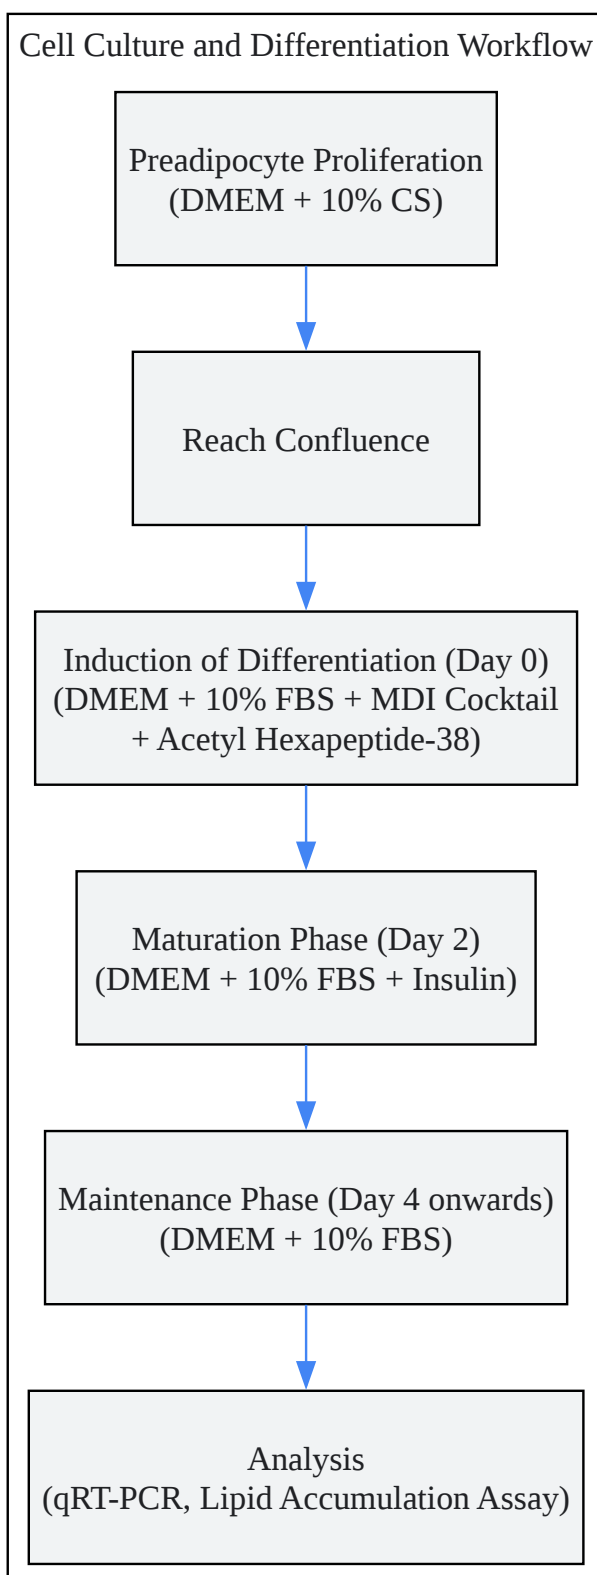 Cell Culture and Differentiation Workflow
Preadipocyte Proliferation
(DMEM + 10% CS)
Reach Confluence
Induction of Differentiation (Day 0)
(DMEM + 10% FBS + MDI Cocktail
+ Acetyl Hexapeptide-38)
Maturation Phase (Day 2)
(DMEM + 10% FBS + Insulin)
Maintenance Phase (Day 4 onwards)
(DMEM + 10% FBS)
Analysis
(qRT-PCR, Lipid Accumulation Assay)